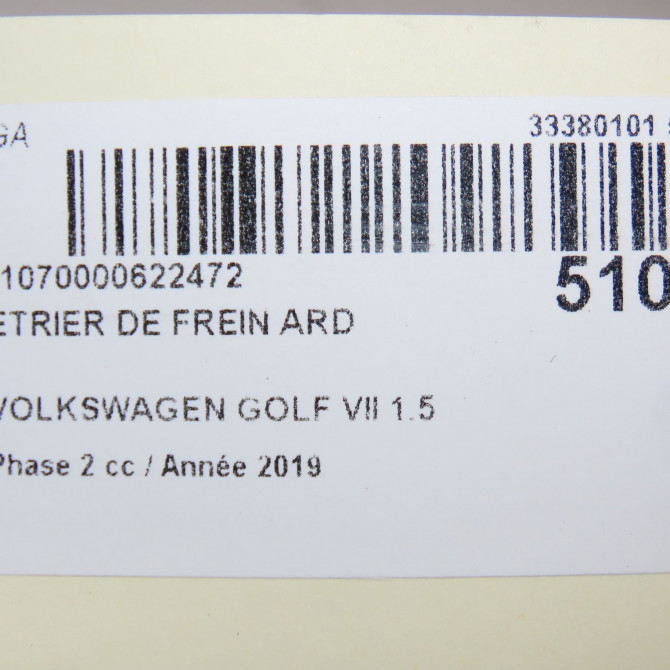 GA 33380101
1070000622472
510
ETRIER DE FREIN ARD
VOLKSWAGEN GOLF VII 1.5
Phase 2 cc / Année 2019